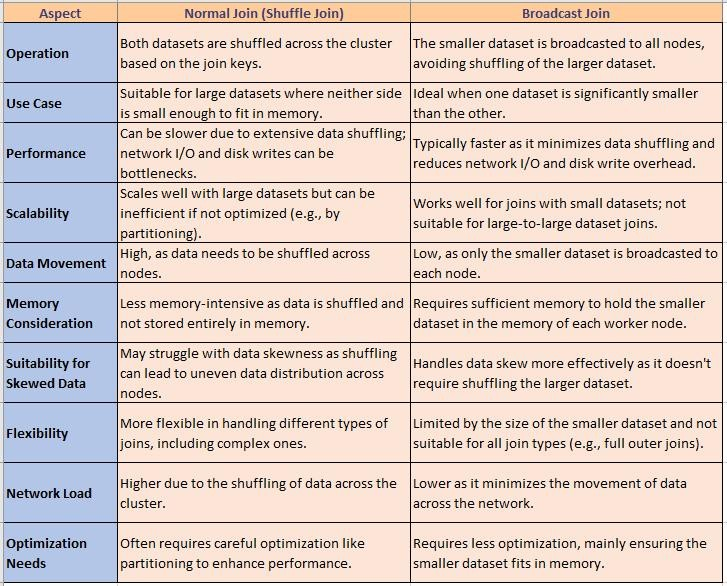 Aspect
Normal Join (Shuffle Join)
Broadcast Join
Operation
Both datasets are shuffled across the cluster
based on the join keys.
The smaller dataset is broadcasted to all nodes,
avoiding shuffling of the larger dataset.
Use Case
Suitable for large datasets where neither side
is small enough to fit in memory.
Ideal when one dataset is significantly smaller
than the other.
Performance
Can be slower due to extensive data shuffling;
network I/O and disk writes can be
bottlenecks.
Typically faster as it minimizes data shuffling and
reduces network I/O and disk write overhead.
Scalability
Scales well with large datasets but can be
inefficient if not optimized (e.g., by
partitioning).
Works well for joins with small datasets; not
suitable for large-to-large dataset joins.
Data Movement
High, as data needs to be shuffled across
nodes.
Low, as only the smaller dataset is broadcasted to
each node.
Memory
Consideration
Less memory-intensive as data is shuffled and
not stored entirely in memory.
Requires sufficient memory to hold the smaller
dataset in the memory of each worker node.
Suitability for
Skewed Data
May struggle with data skewness as shuffling
can lead to uneven data distribution across
nodes.
Handles data skew more effectively as it doesn't
require shuffling the larger dataset.
Flexibility
More flexible in handling different types of
joins, including complex ones.
Limited by the size of the smaller dataset and not
suitable for all join types (e.g., full outer joins).
Network Load
Higher due to the shuffling of data across the
cluster.
Lower as it minimizes the movement of data
across the network.
Optimization
Needs
Often requires careful optimization like
partitioning to enhance performance.
Requires less optimization, mainly ensuring the
smaller dataset fits in memory.